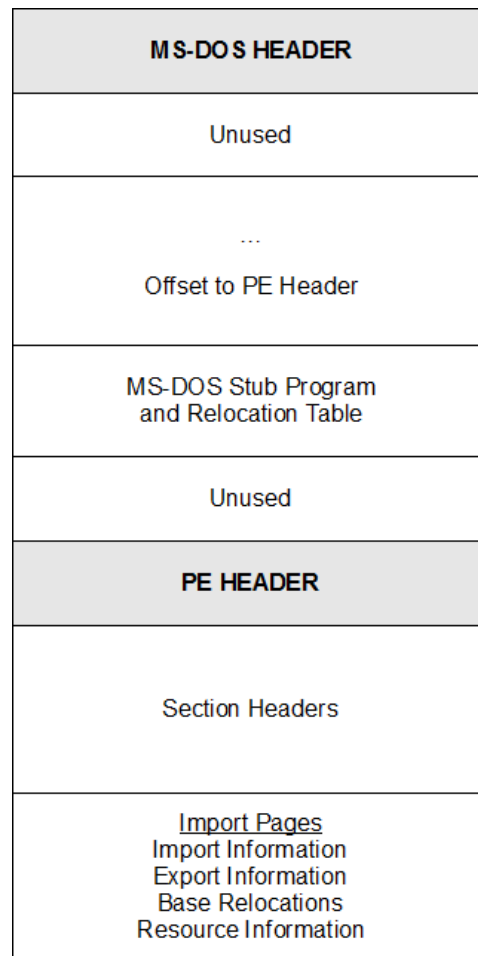 MS-DOS HEADER
Unused
...
Offset to PE Header
MS-DOS Stub Program
and Relocation Table
Unused
PE HEADER
Section Headers
Import Pages
Import Information
Export Information
Base Relocations
Resource Information